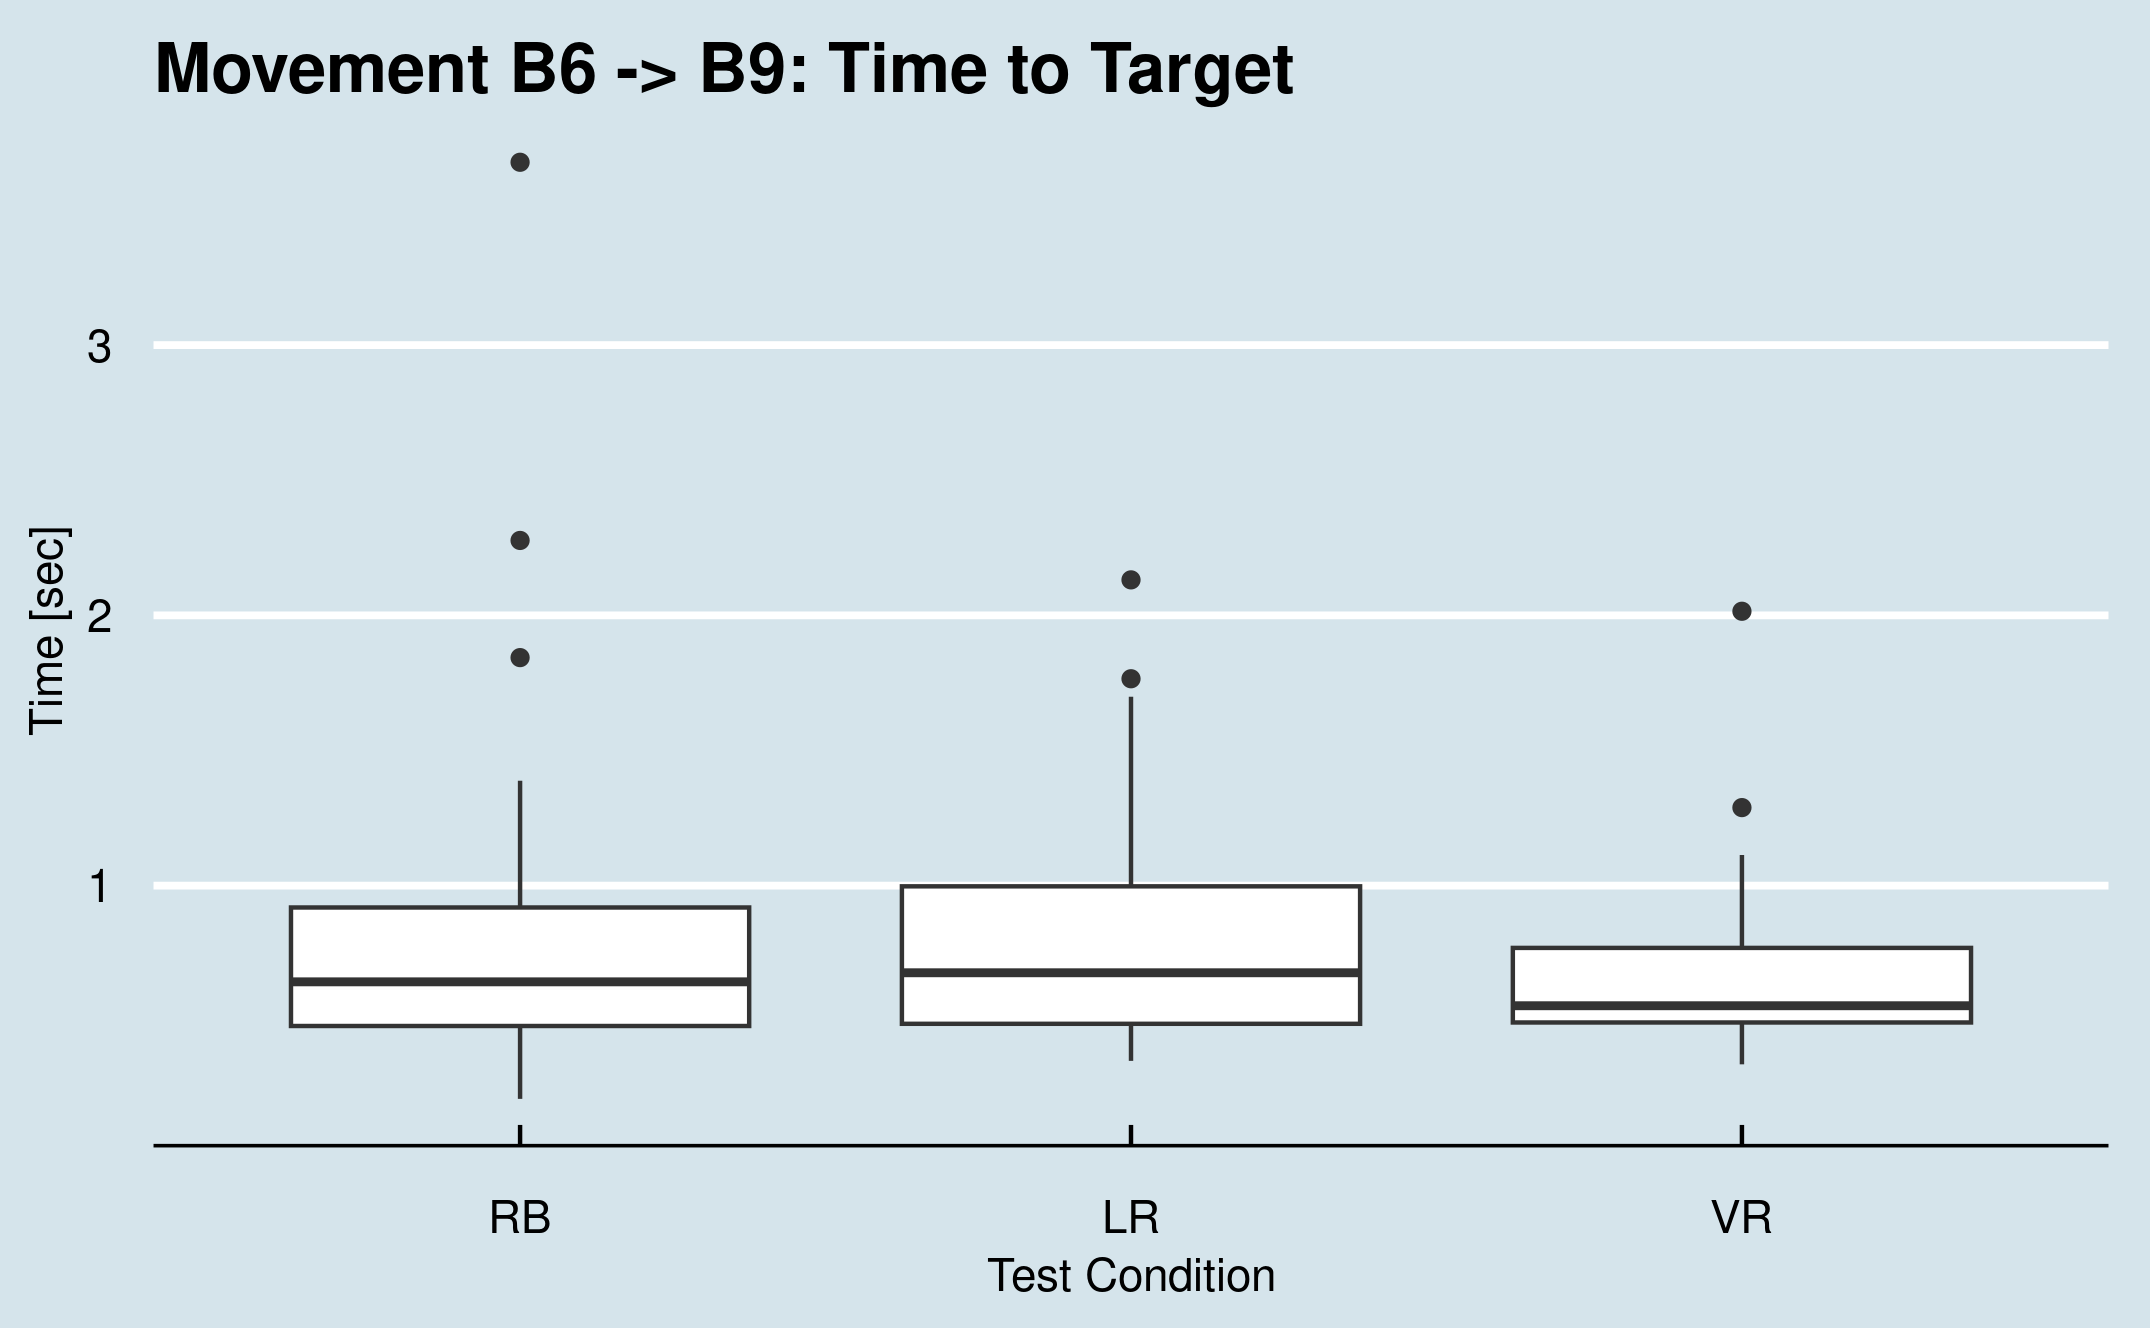 Movement B6 -> B9: Time to Target
Time [sec]
3
2
1
RB
LR
VR
Test Condition